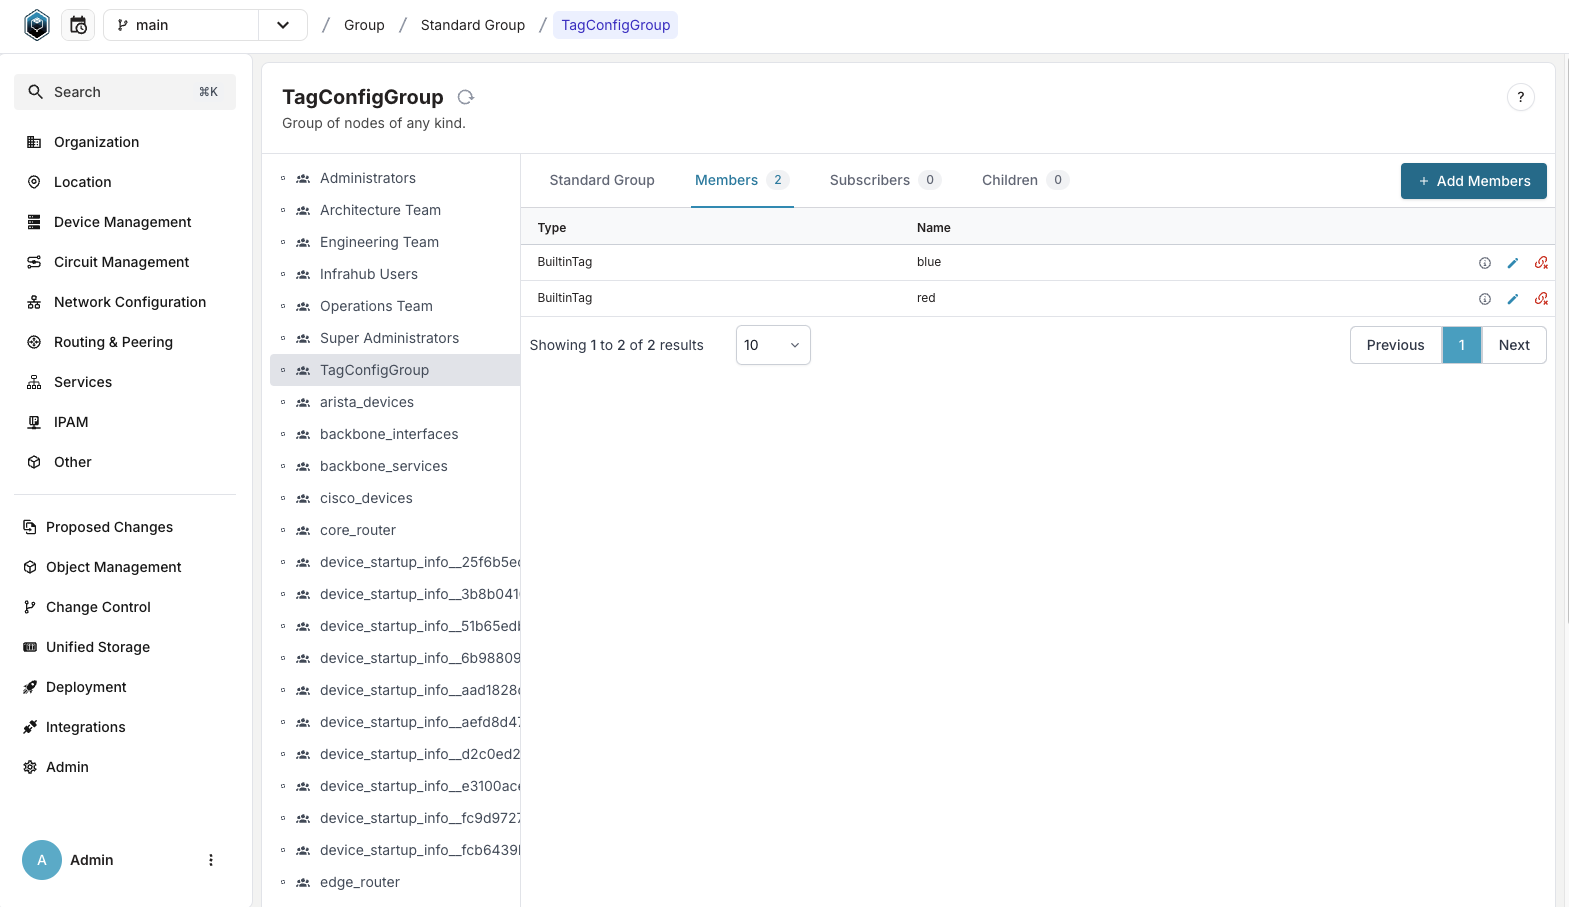 main / Group / Standard Group / TagConfigGroup
Search ⌘K
Organization
Location
Device Management
Circuit Management
Network Configuration
Routing & Peering
Services
IPAM
Other
Proposed Changes
Object Management
Change Control
Unified Storage
Deployment
Integrations
Admin
A Admin
TagConfigGroup
?
Group of nodes of any kind.
Administrators
Architecture Team
Engineering Team
Infrahub Users
Operations Team
Super Administrators
TagConfigGroup
arista_devices
backbone_interfaces
backbone_services
cisco_devices
core_router
device_startup_info__25f6b5e
device_startup_info__3b8b041
device_startup_info__51b65ed
device_startup_info__6b98809
device_startup_info__aad1828
device_startup_info__aefd8d47
device_startup_info__d2c0ed2
device_startup_info__e3100ac
device_startup_info__fc9d9727
device_startup_info__fcb6439
edge_router
Standard Group Members 2 Subscribers 0 Children 0 + Add Members
Type Name
BuiltinTag blue
BuiltinTag red
Showing 1 to 2 of 2 results 10 Previous 1 Next